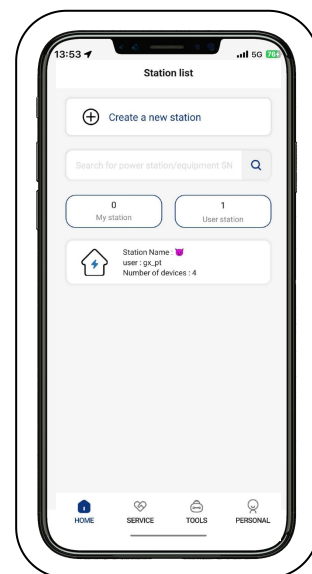 13:53
5G 76
Station list
Create a new station
Search for power station/equipment SN
0
My station
1
User station
Station Name : 😈
user : gx_pt
Number of devices : 4
HOME
SERVICE
TOOLS
PERSONAL